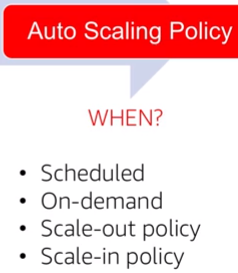 Auto Scaling Policy
WHEN?
• Scheduled
• On-demand
• Scale-out policy
• Scale-in policy